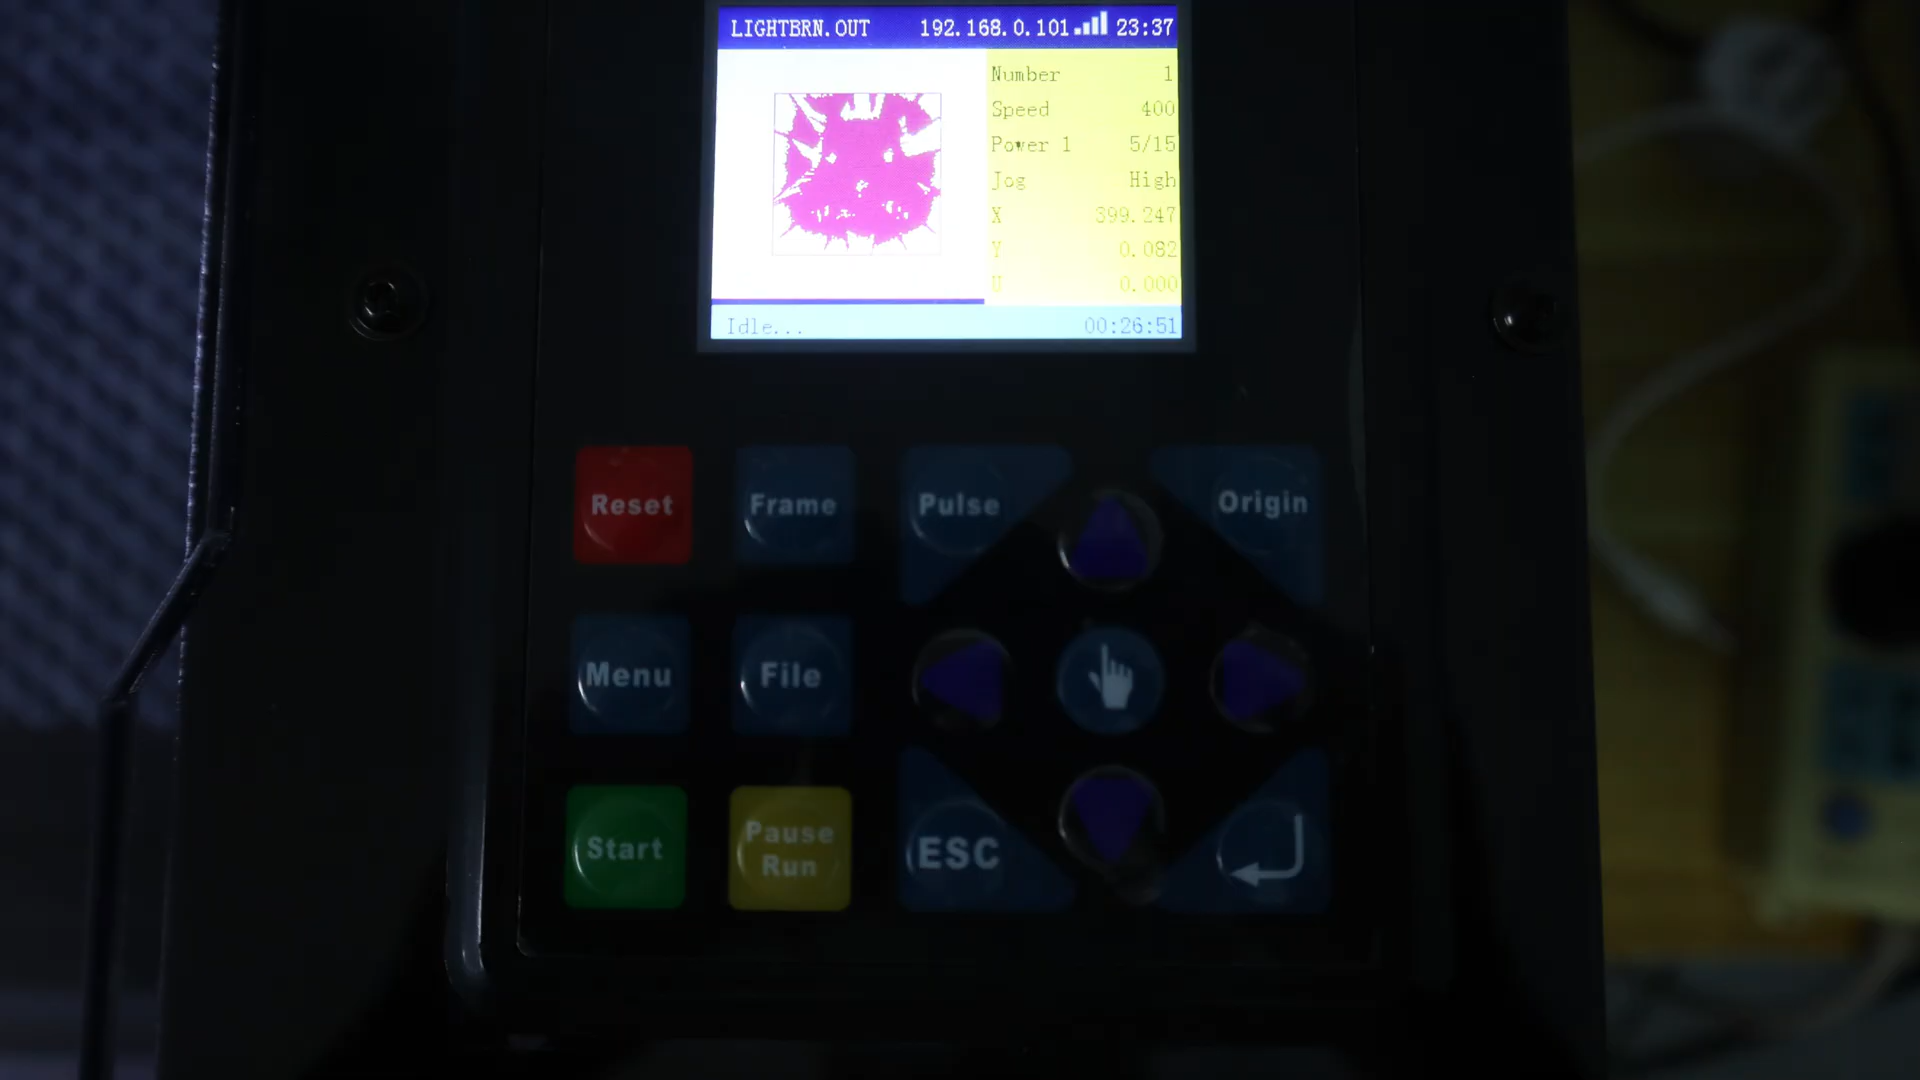 LIGHTBRN.OUT 192.168.0.101 23:37
Number 1
Speed 400
Power 1 5/15
Jog High
X 399.247
Y 0.082
U 0.000
Idle... 00:26:51
Reset Frame Pulse Origin
Menu File
Start Pause Run ESC